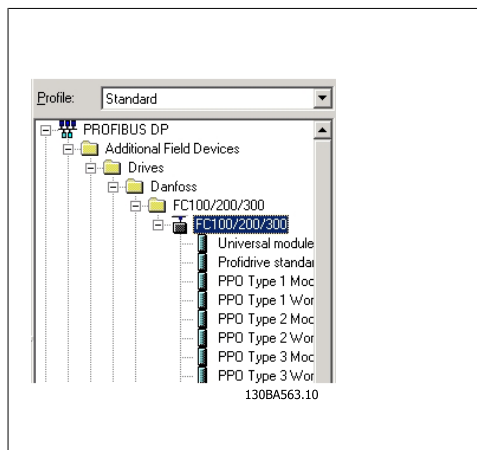 Profile: Standard
PROFIBUS DP
Additional Field Devices
Drives
Danfoss
FC100/200/300
FC100/200/300
Universal module
Profidrive standar
PPO Type 1 Moc
PPO Type 1 Wor
PPO Type 2 Moc
PPO Type 2 Wor
PPO Type 3 Moc
PPO Type 3 Wor
130BA563.10